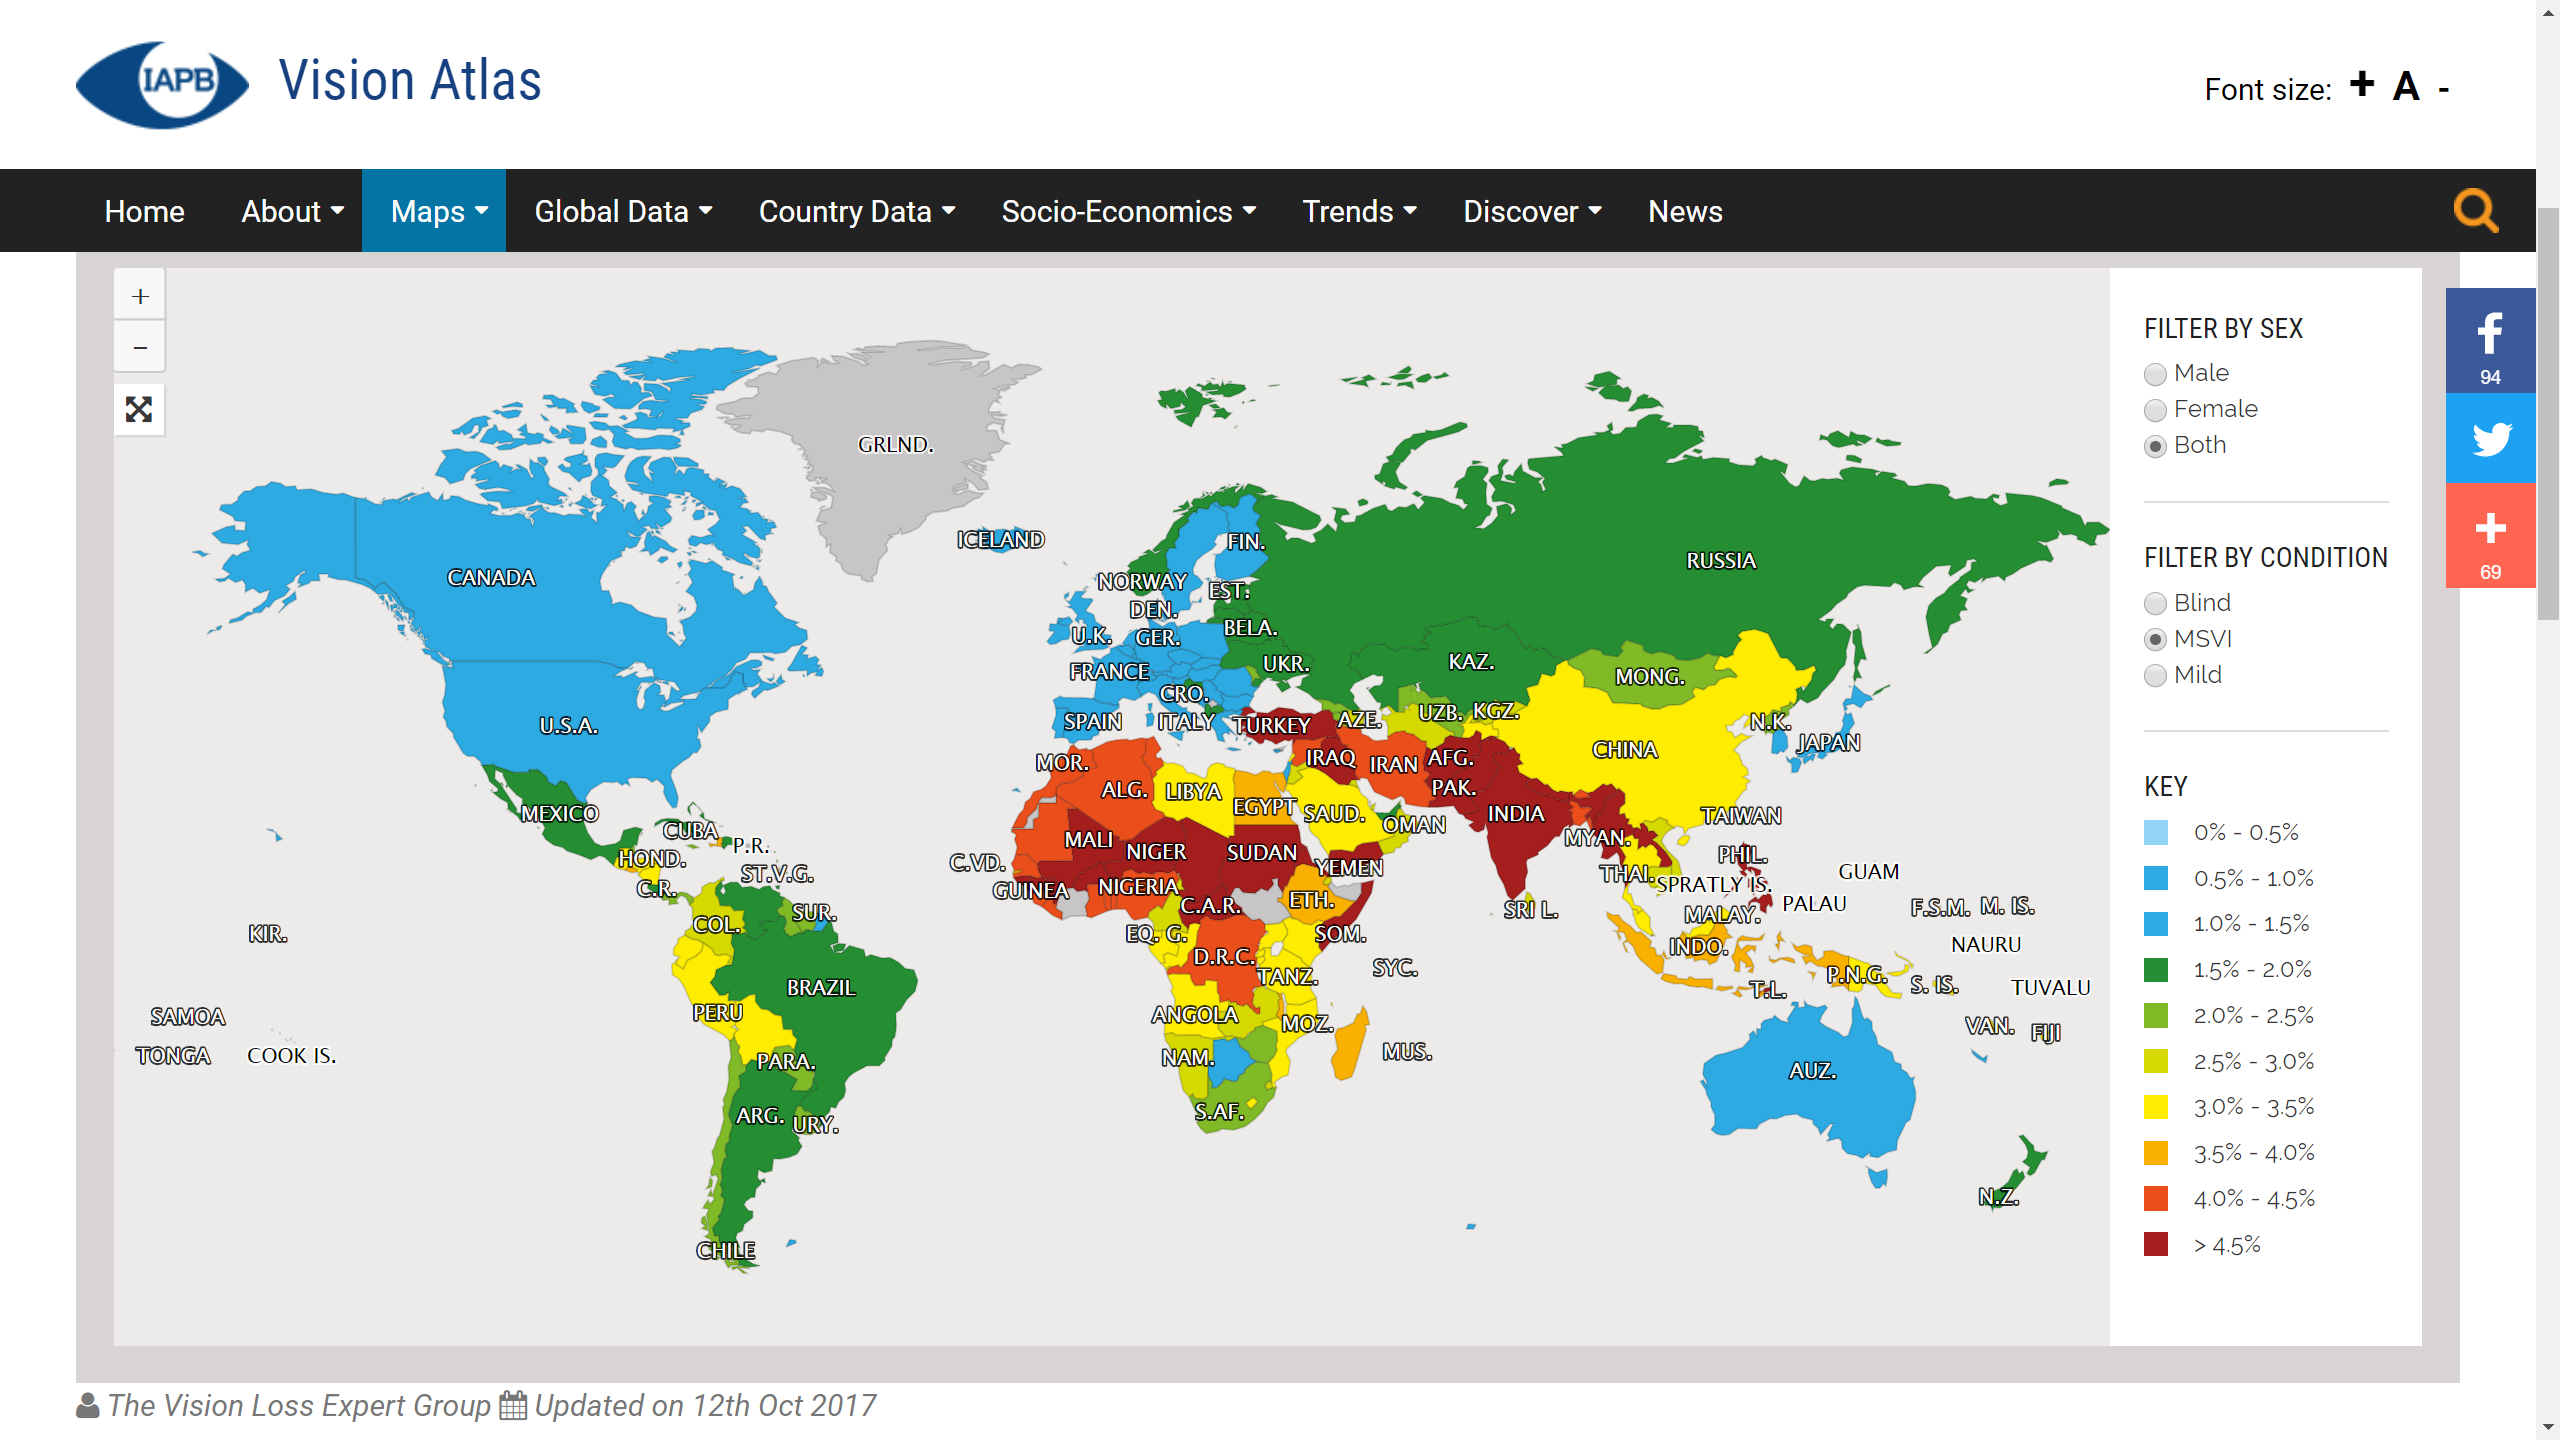 IAPB
Vision Atlas
Font size: + A -
Home About Maps Global Data Country Data Socio-Economics Trends Discover News
+
−
GRLND.
ICELAND
FIN.
CANADA
RUSSIA
NORWAY
EST.
DEN.
BELA.
U.K. GER.
FRANCE
UKR.
KAZ.
MONG.
CRO.
SPAIN
ITALY
TURKEY
AZE.
UZB.
KGZ.
N.K.
JAPAN
U.S.A.
CHINA
MOR.
IRAQ
IRAN
AFG.
ALG.
LIBYA
EGYPT
SAUD.
PAK.
OMAN
INDIA
TAIWAN
MEXICO
CUBA
P.R.
MALI
NIGER
SUDAN
MYAN.
HOND.
C.VD.
YEMEN
PHIL.
C.R.
ST.V.G.
GUINEA
NIGERIA
THAI.
SPRATLY IS.
GUAM
COL.
SUR.
C.A.R.
ETH.
SRI L.
MALAY.
PALAU
F.S.M.
M. IS.
KIR.
EQ. G.
SOM.
INDO.
NAURU
D.R.C.
SYC.
TANZ.
P.N.G.
BRAZIL
T.L.
S. IS.
TUVALU
SAMOA
PERU
ANGOLA
MOZ.
VAN.
FIJI
TONGA
COOK IS.
PARA.
NAM.
MUS.
AUZ.
ARG.
URY.
S.AF.
N.Z.
CHILE
FILTER BY SEX
Male
Female
Both
FILTER BY CONDITION
Blind
MSVI
Mild
KEY
0% - 0.5%
0.5% - 1.0%
1.0% - 1.5%
1.5% - 2.0%
2.0% - 2.5%
2.5% - 3.0%
3.0% - 3.5%
3.5% - 4.0%
4.0% - 4.5%
> 4.5%
94
69
The Vision Loss Expert Group Updated on 12th Oct 2017